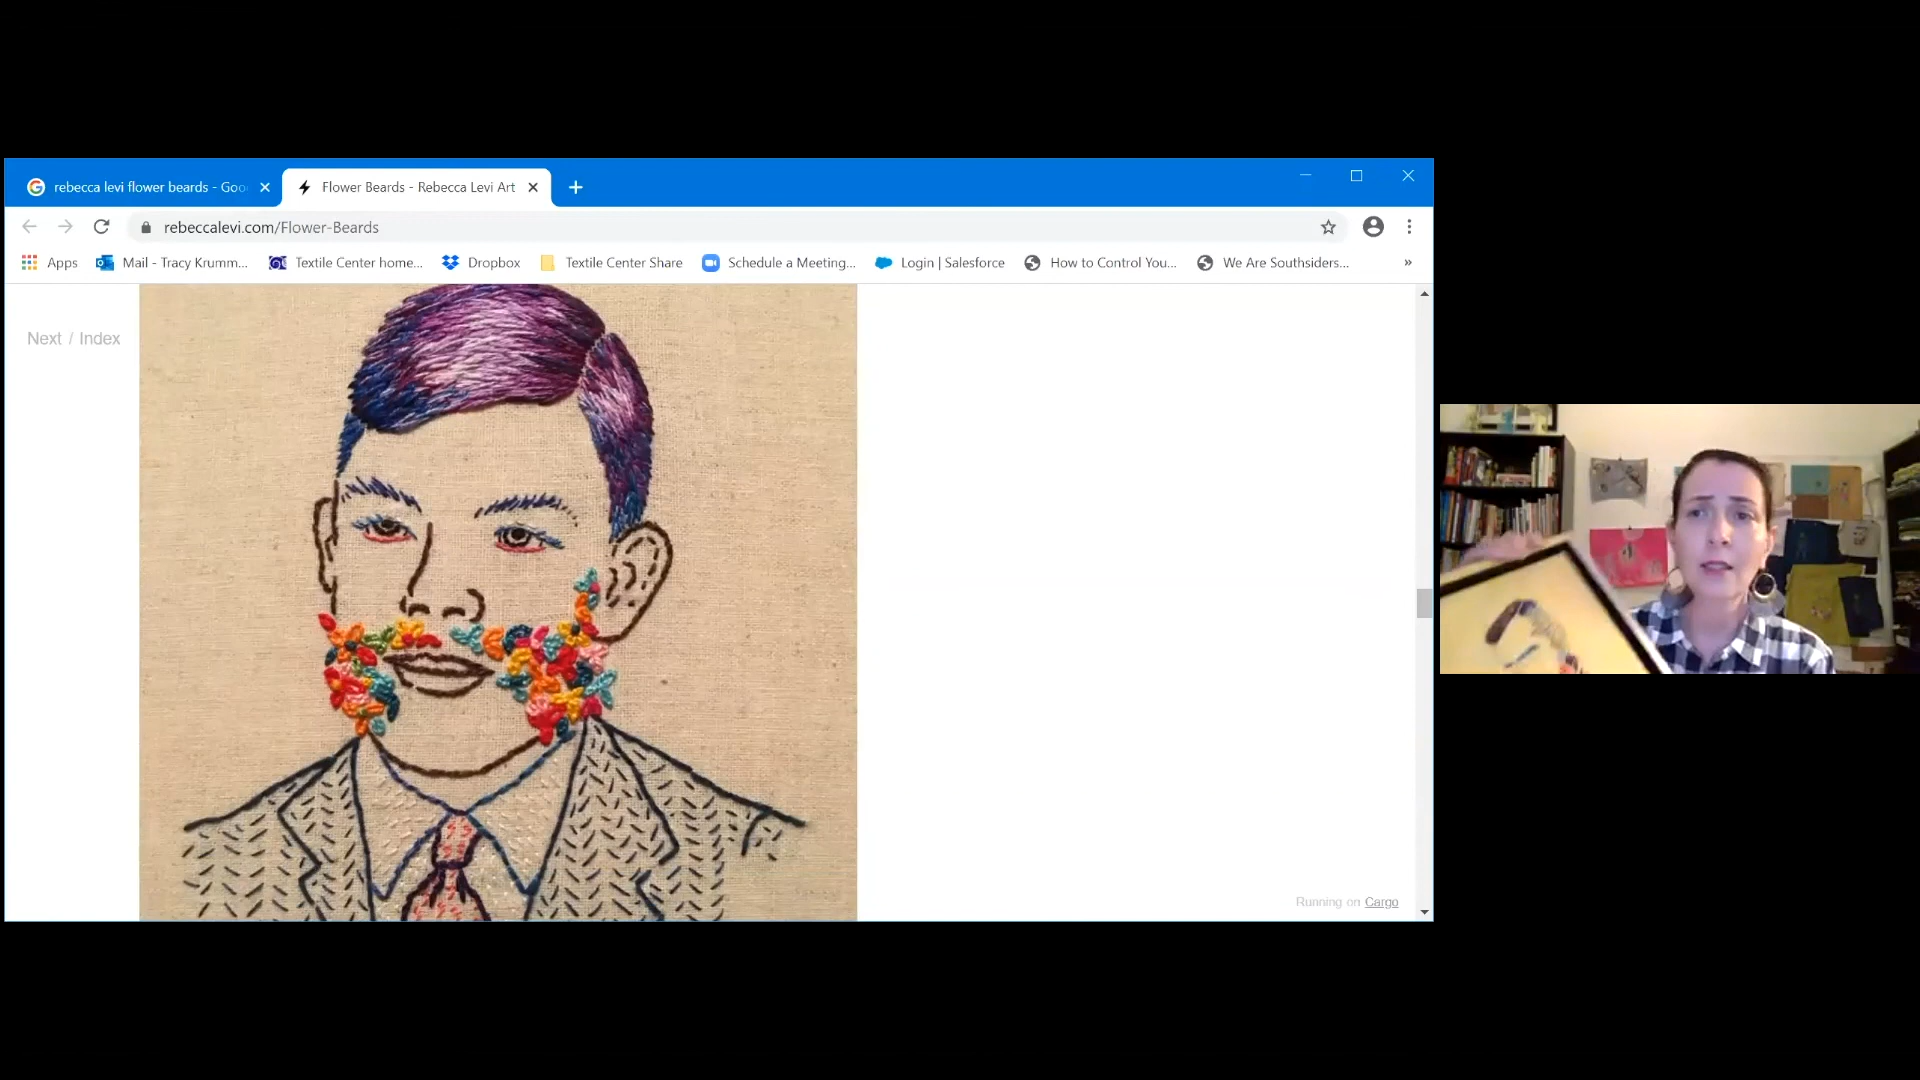 rebecca levi flower beards - Goo
Flower Beards - Rebecca Levi Art
rebeccalevi.com/Flower-Beards
Apps
Mail - Tracy Krumm...
Textile Center home...
Dropbox
Textile Center Share
Schedule a Meeting...
Login | Salesforce
How to Control You...
We Are Southsiders...
»
Next / Index
Running on Cargo